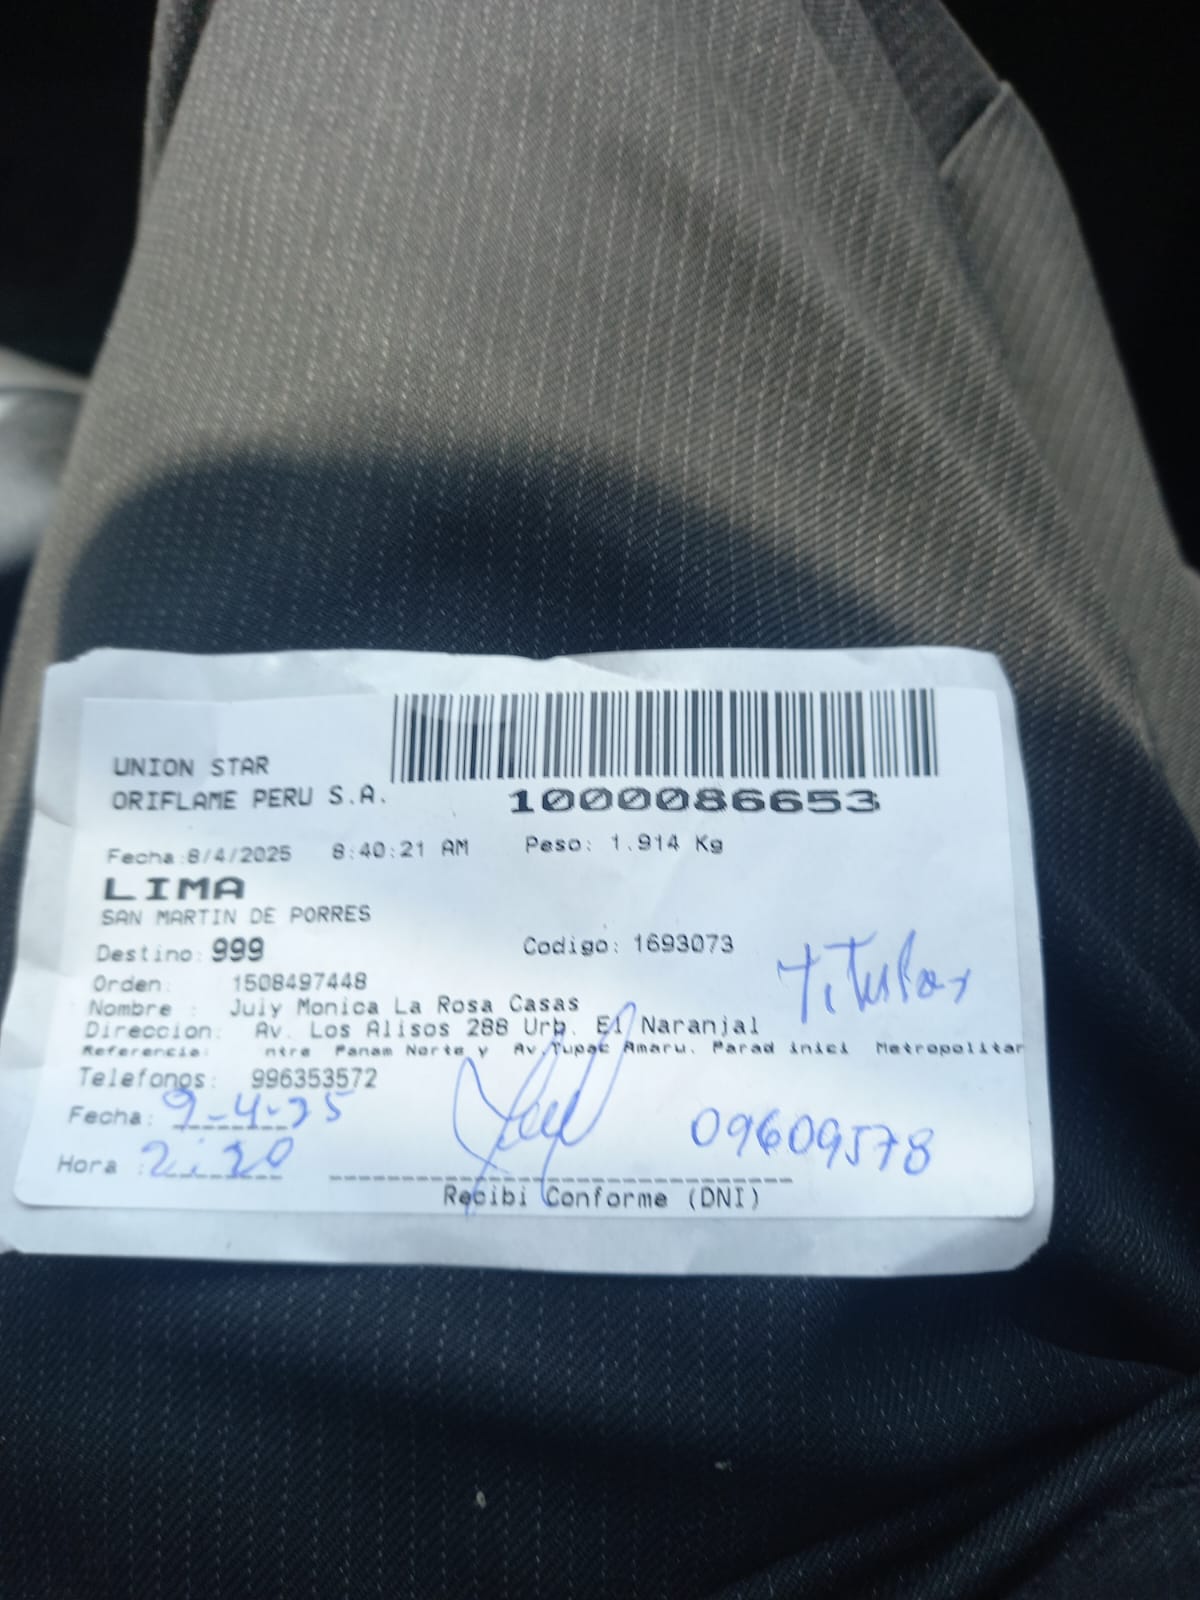 UNION STAR
ORIFLAME PERU S.A.
1000086653
Fecha:8/4/2025 8:40:21 AM Peso: 1.914 Kg
LIMA
SAN MARTIN DE PORRES
Destino: 999 Codigo: 1693073
Titular
Orden: 1508497448
Nombre : July Monica La Rosa Casas
Direccion: Av. Los Alisos 288 Urb. El Naranjal
Referencia: ntre Panam Norte y Av.Tupac Amaru. Parad inici Metropolitan
Telefonos: 996353572
Fecha: 9-4-25
09609578
Hora :
Recibi Conforme (DNI)